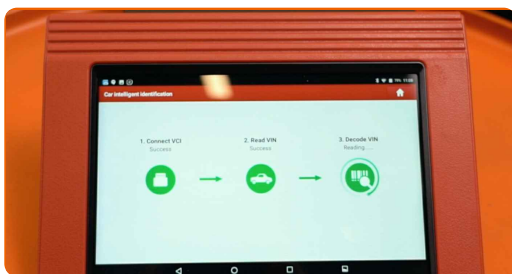 Car Intelligent Identification
1. Connect VCI
Success
2. Read VIN
Success
3. Decode VIN
Reading....